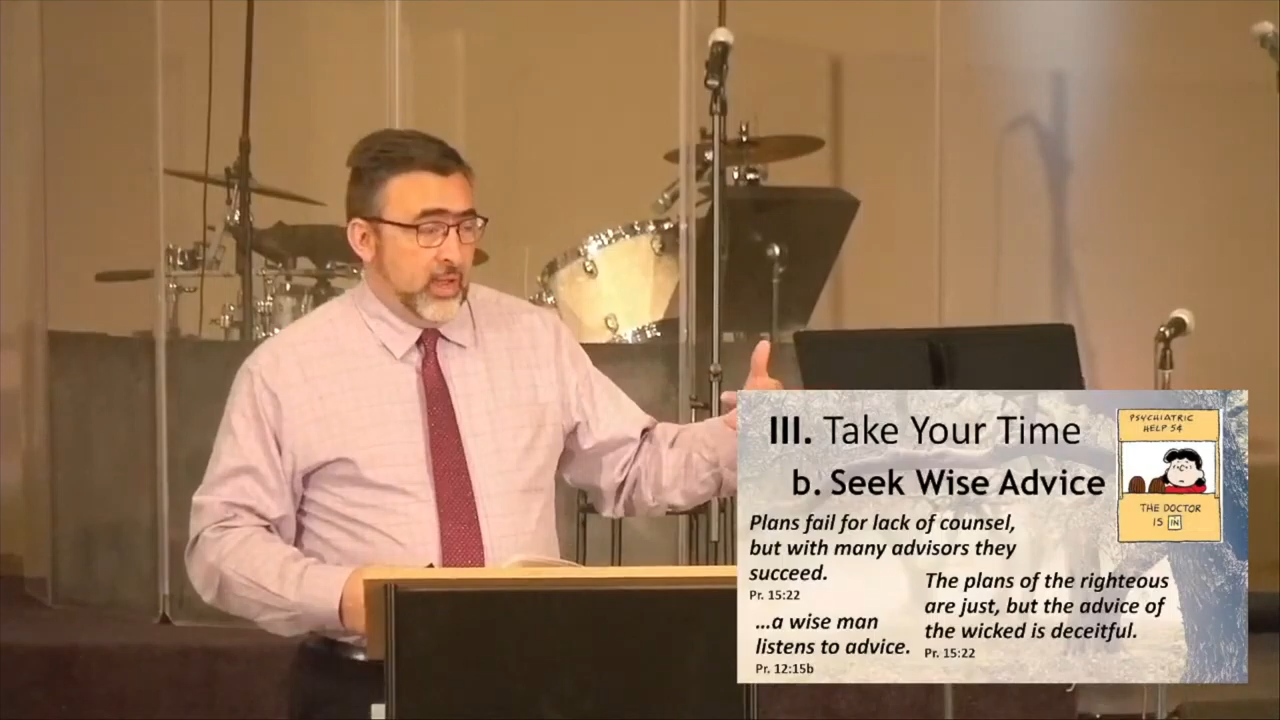 III. Take Your Time
b. Seek Wise Advice
PSYCHIATRIC
HELP 5¢
THE DOCTOR
IS IN
Plans fail for lack of counsel,
but with many advisors they
succeed.
Pr. 15:22
…a wise man
listens to advice.
Pr. 12:15b
The plans of the righteous
are just, but the advice of
the wicked is deceitful.
Pr. 15:22